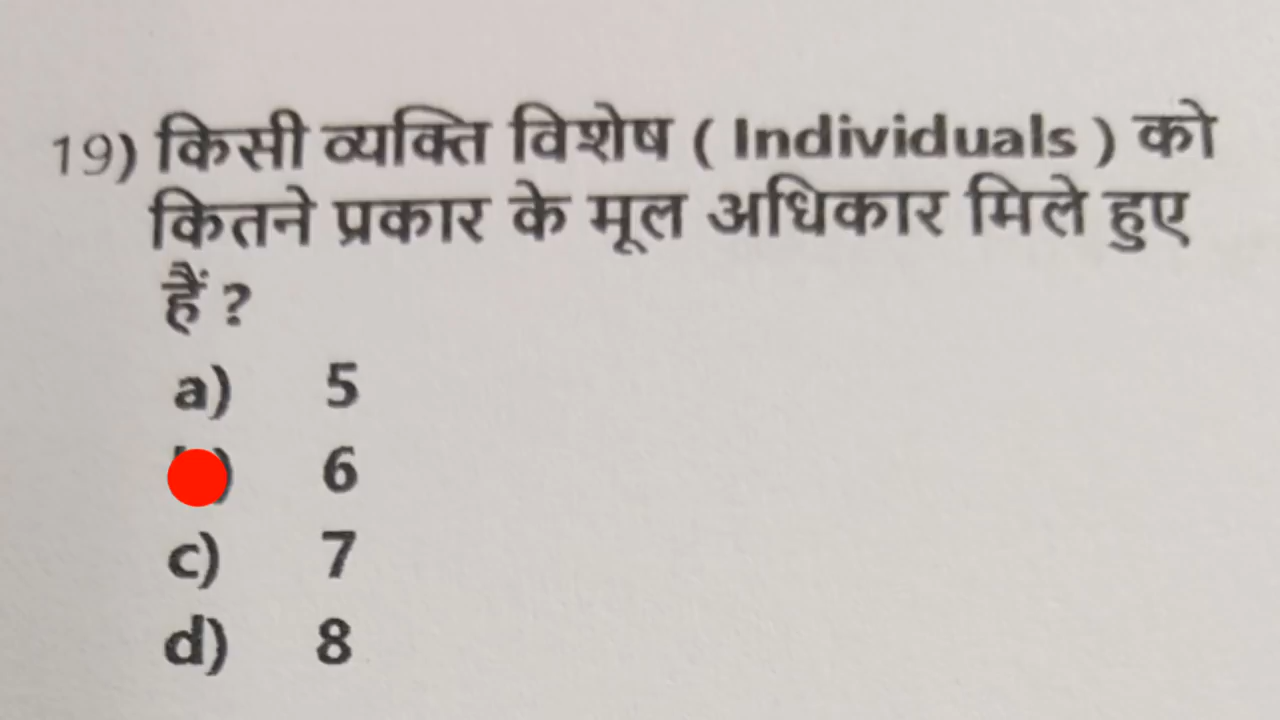 19) किसी व्यक्ति विशेष ( Individuals ) को
कितने प्रकार के मूल अधिकार मिले हुए
हैं ?
a) 5
) 6
c) 7
d) 8